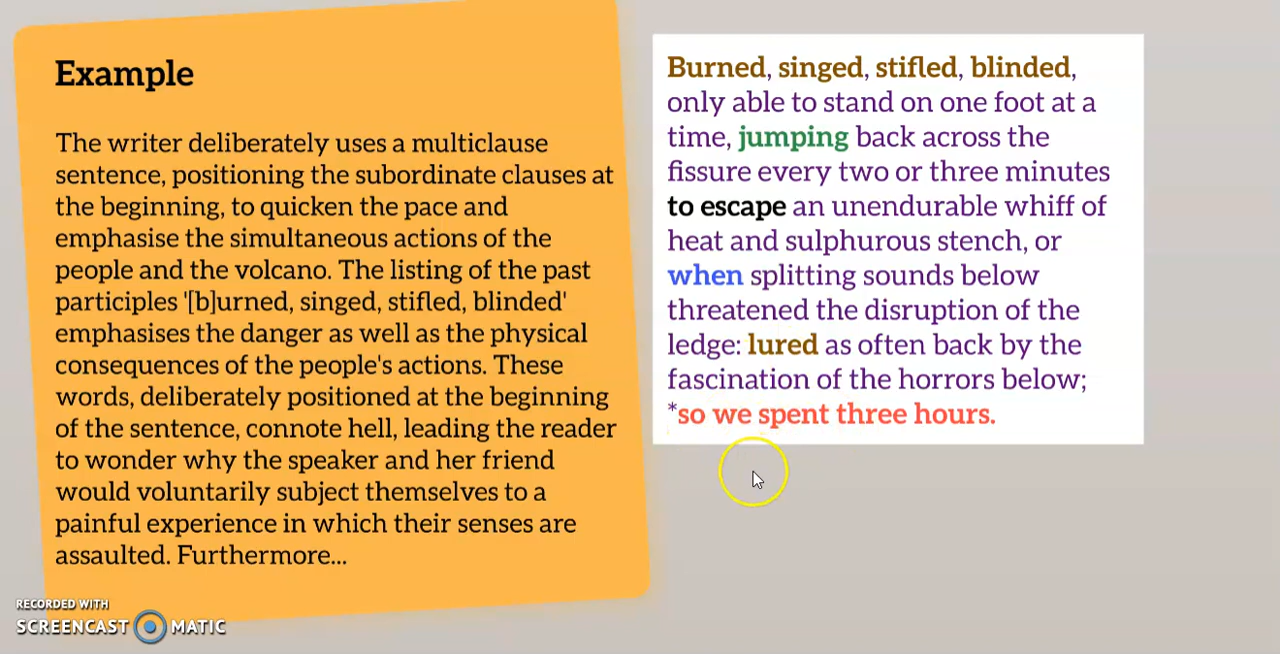 Example
The writer deliberately uses a multiclause
sentence, positioning the subordinate clauses at
the beginning, to quicken the pace and
emphasise the simultaneous actions of the
people and the volcano. The listing of the past
participles '[b]urned, singed, stifled, blinded'
emphasises the danger as well as the physical
consequences of the people's actions. These
words, deliberately positioned at the beginning
of the sentence, connote hell, leading the reader
to wonder why the speaker and her friend
would voluntarily subject themselves to a
painful experience in which their senses are
assaulted. Furthermore...
Burned, singed, stifled, blinded,
only able to stand on one foot at a
time, jumping back across the
fissure every two or three minutes
to escape an unendurable whiff of
heat and sulphurous stench, or
when splitting sounds below
threatened the disruption of the
ledge: lured as often back by the
fascination of the horrors below;
*so we spent three hours.
RECORDED WITH
SCREENCAST MATIC